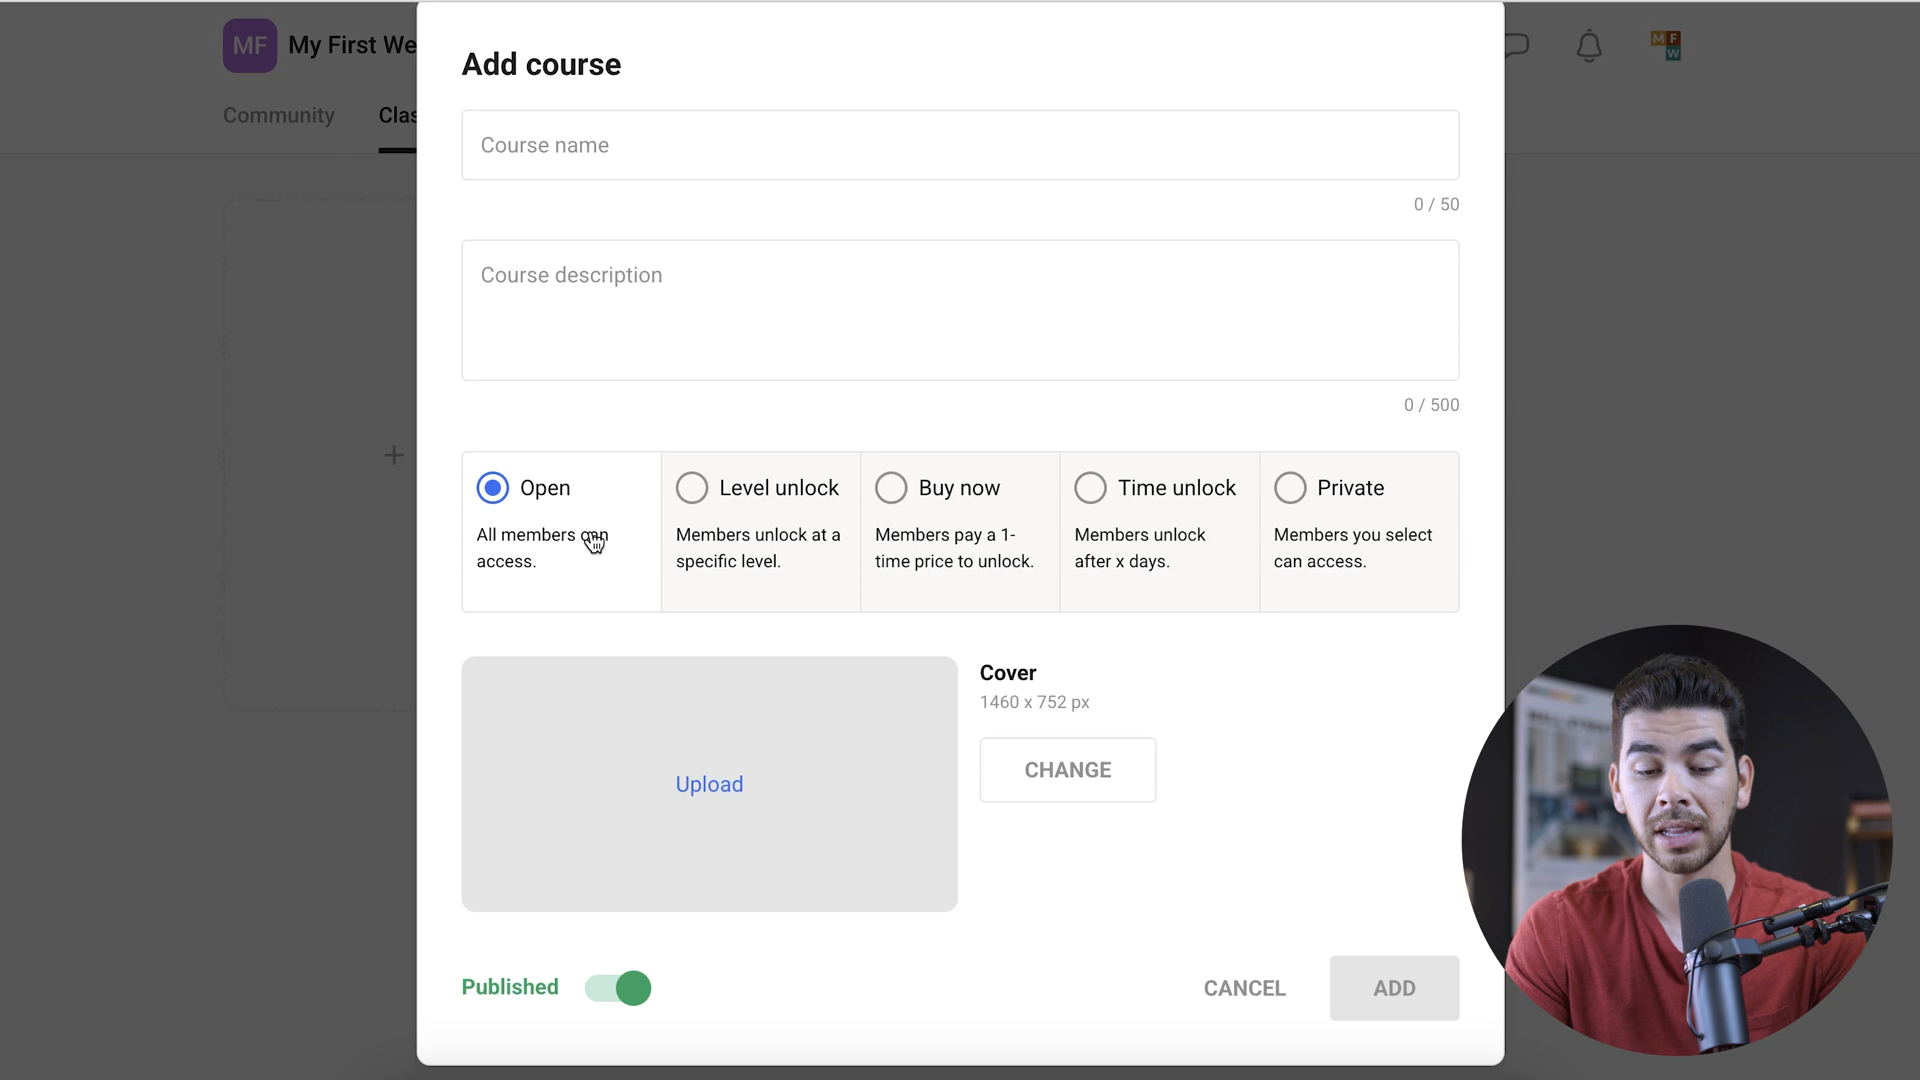 MF
My First We
M F
W
Community
Clas
Add course
Course name
0 / 50
Course description
0 / 500
Open
All members can
access.
Level unlock
Members unlock at a
specific level.
Buy now
Members pay a 1-
time price to unlock.
Time unlock
Members unlock
after x days.
Private
Members you select
can access.
Upload
Cover
1460 x 752 px
CHANGE
Published
CANCEL
ADD